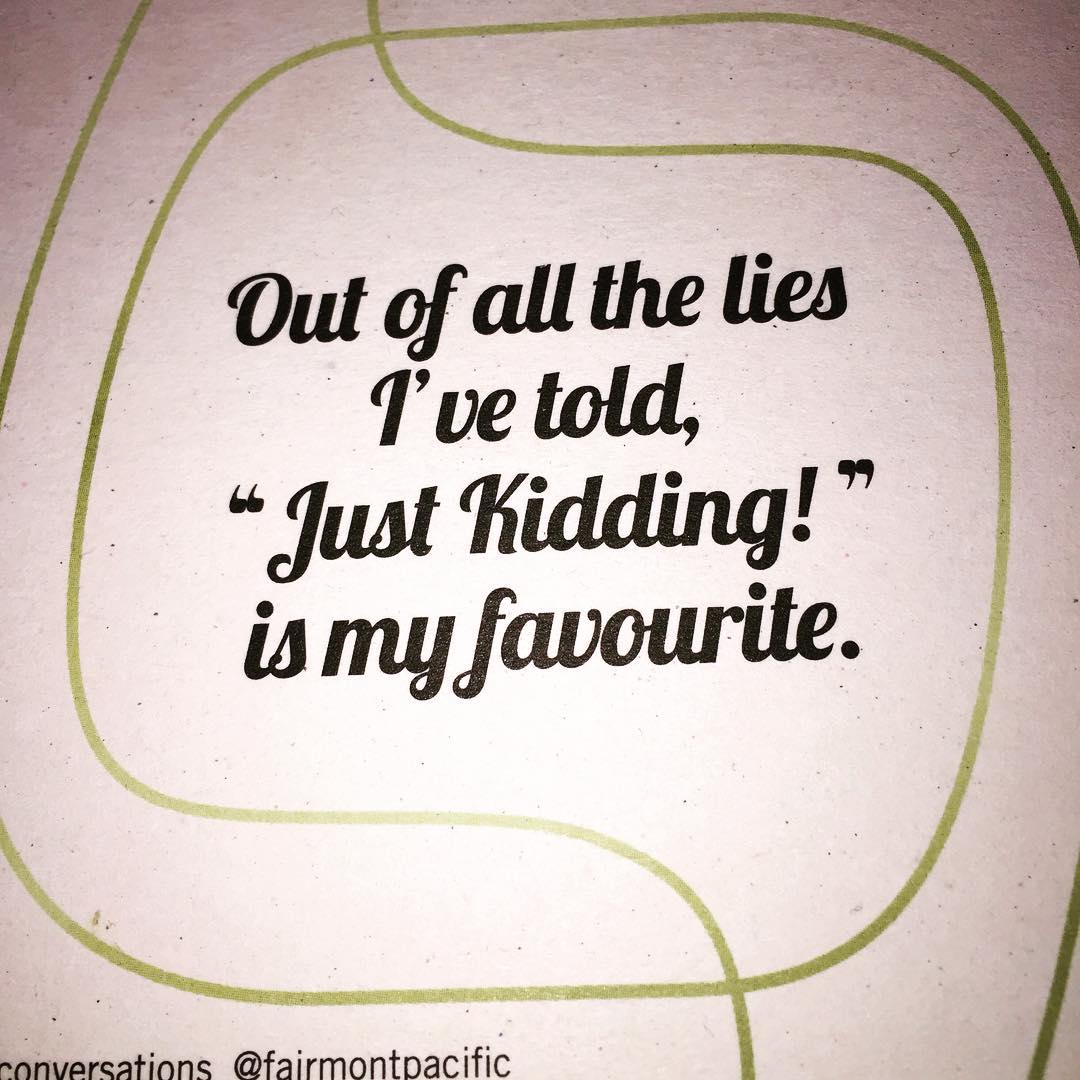 Out of all the lies
I've told,
“Just Kidding!”
is my favourite.
conversations @fairmontpacific